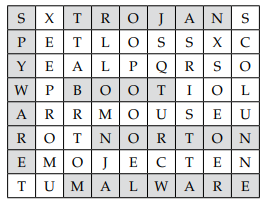 S X T R O J A N S
P E T L O S S X C
Y E A L P Q R S O
W P B O O T I O L
A R R M O U S E U
R O T N O R T O N
E M O J E C T E N
T U M A L W A R E